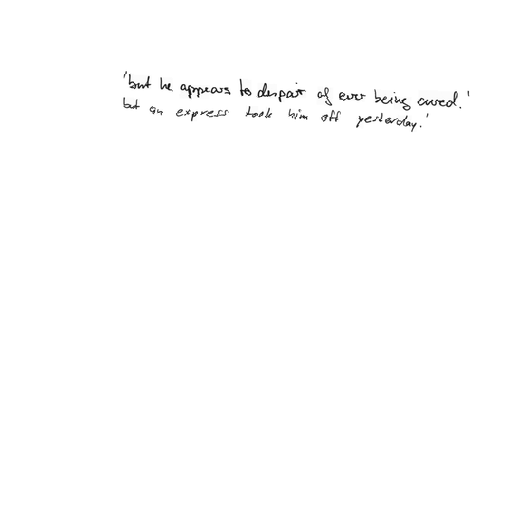 'but he appears to despair of ever being cured.'
but an express took him off yesterday.'